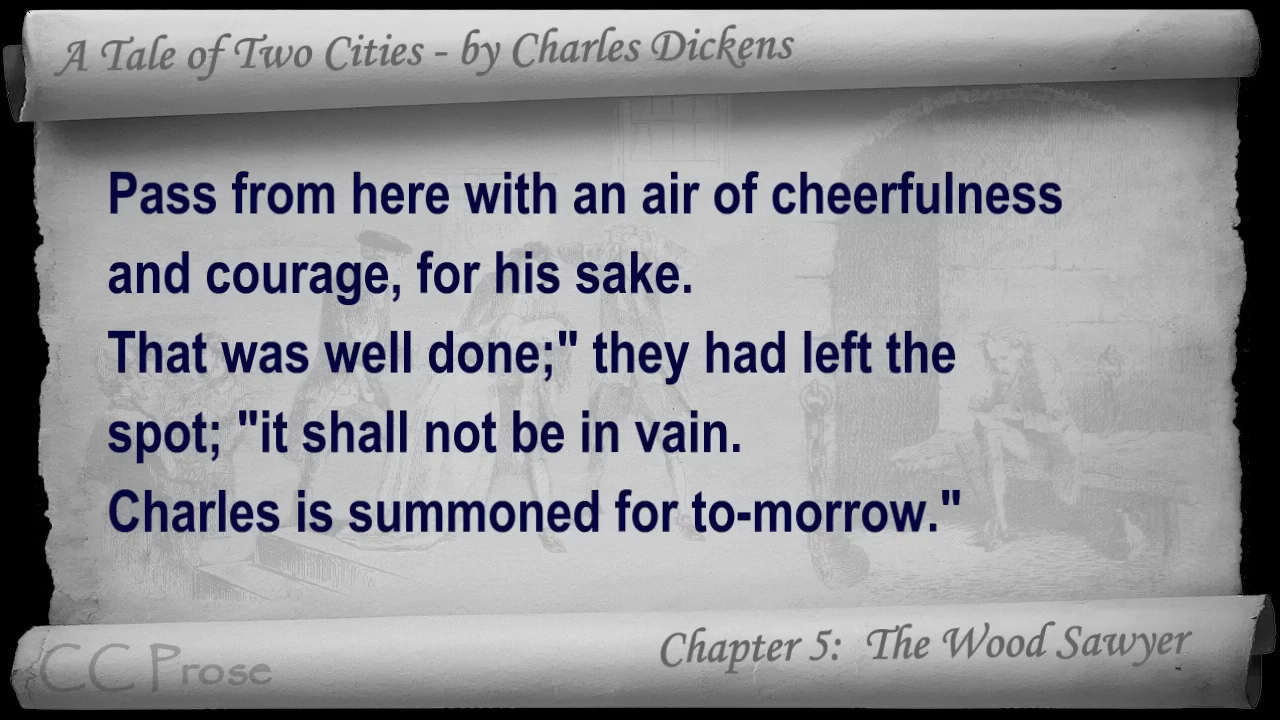 A Tale of Two Cities - by Charles Dickens
Pass from here with an air of cheerfulness
and courage, for his sake.
That was well done;" they had left the
spot; "it shall not be in vain.
Charles is summoned for to-morrow."
Chapter 5: The Wood Sawyer
CC Prose